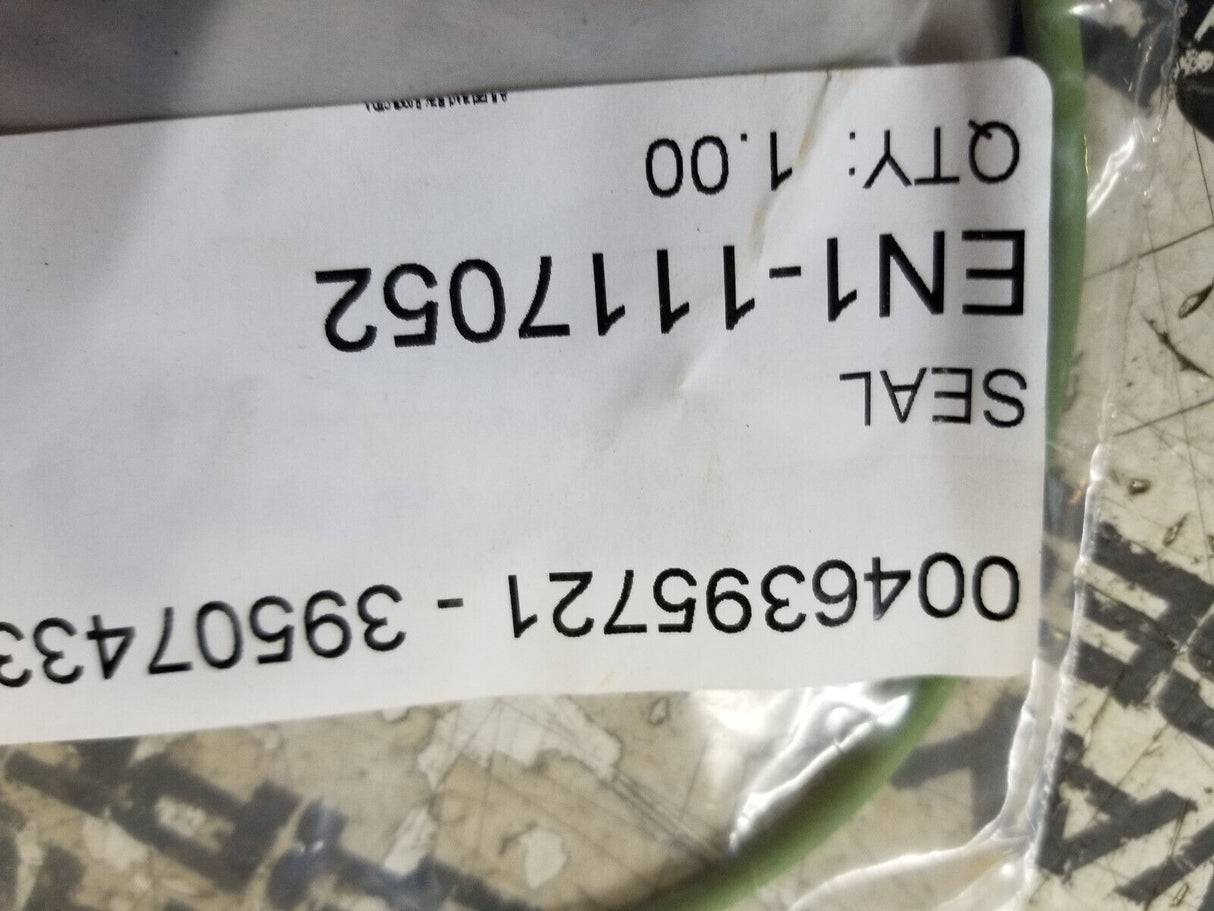 0046395721 - 3950743
SEAL
EN1-1117052
QTY: 1.00